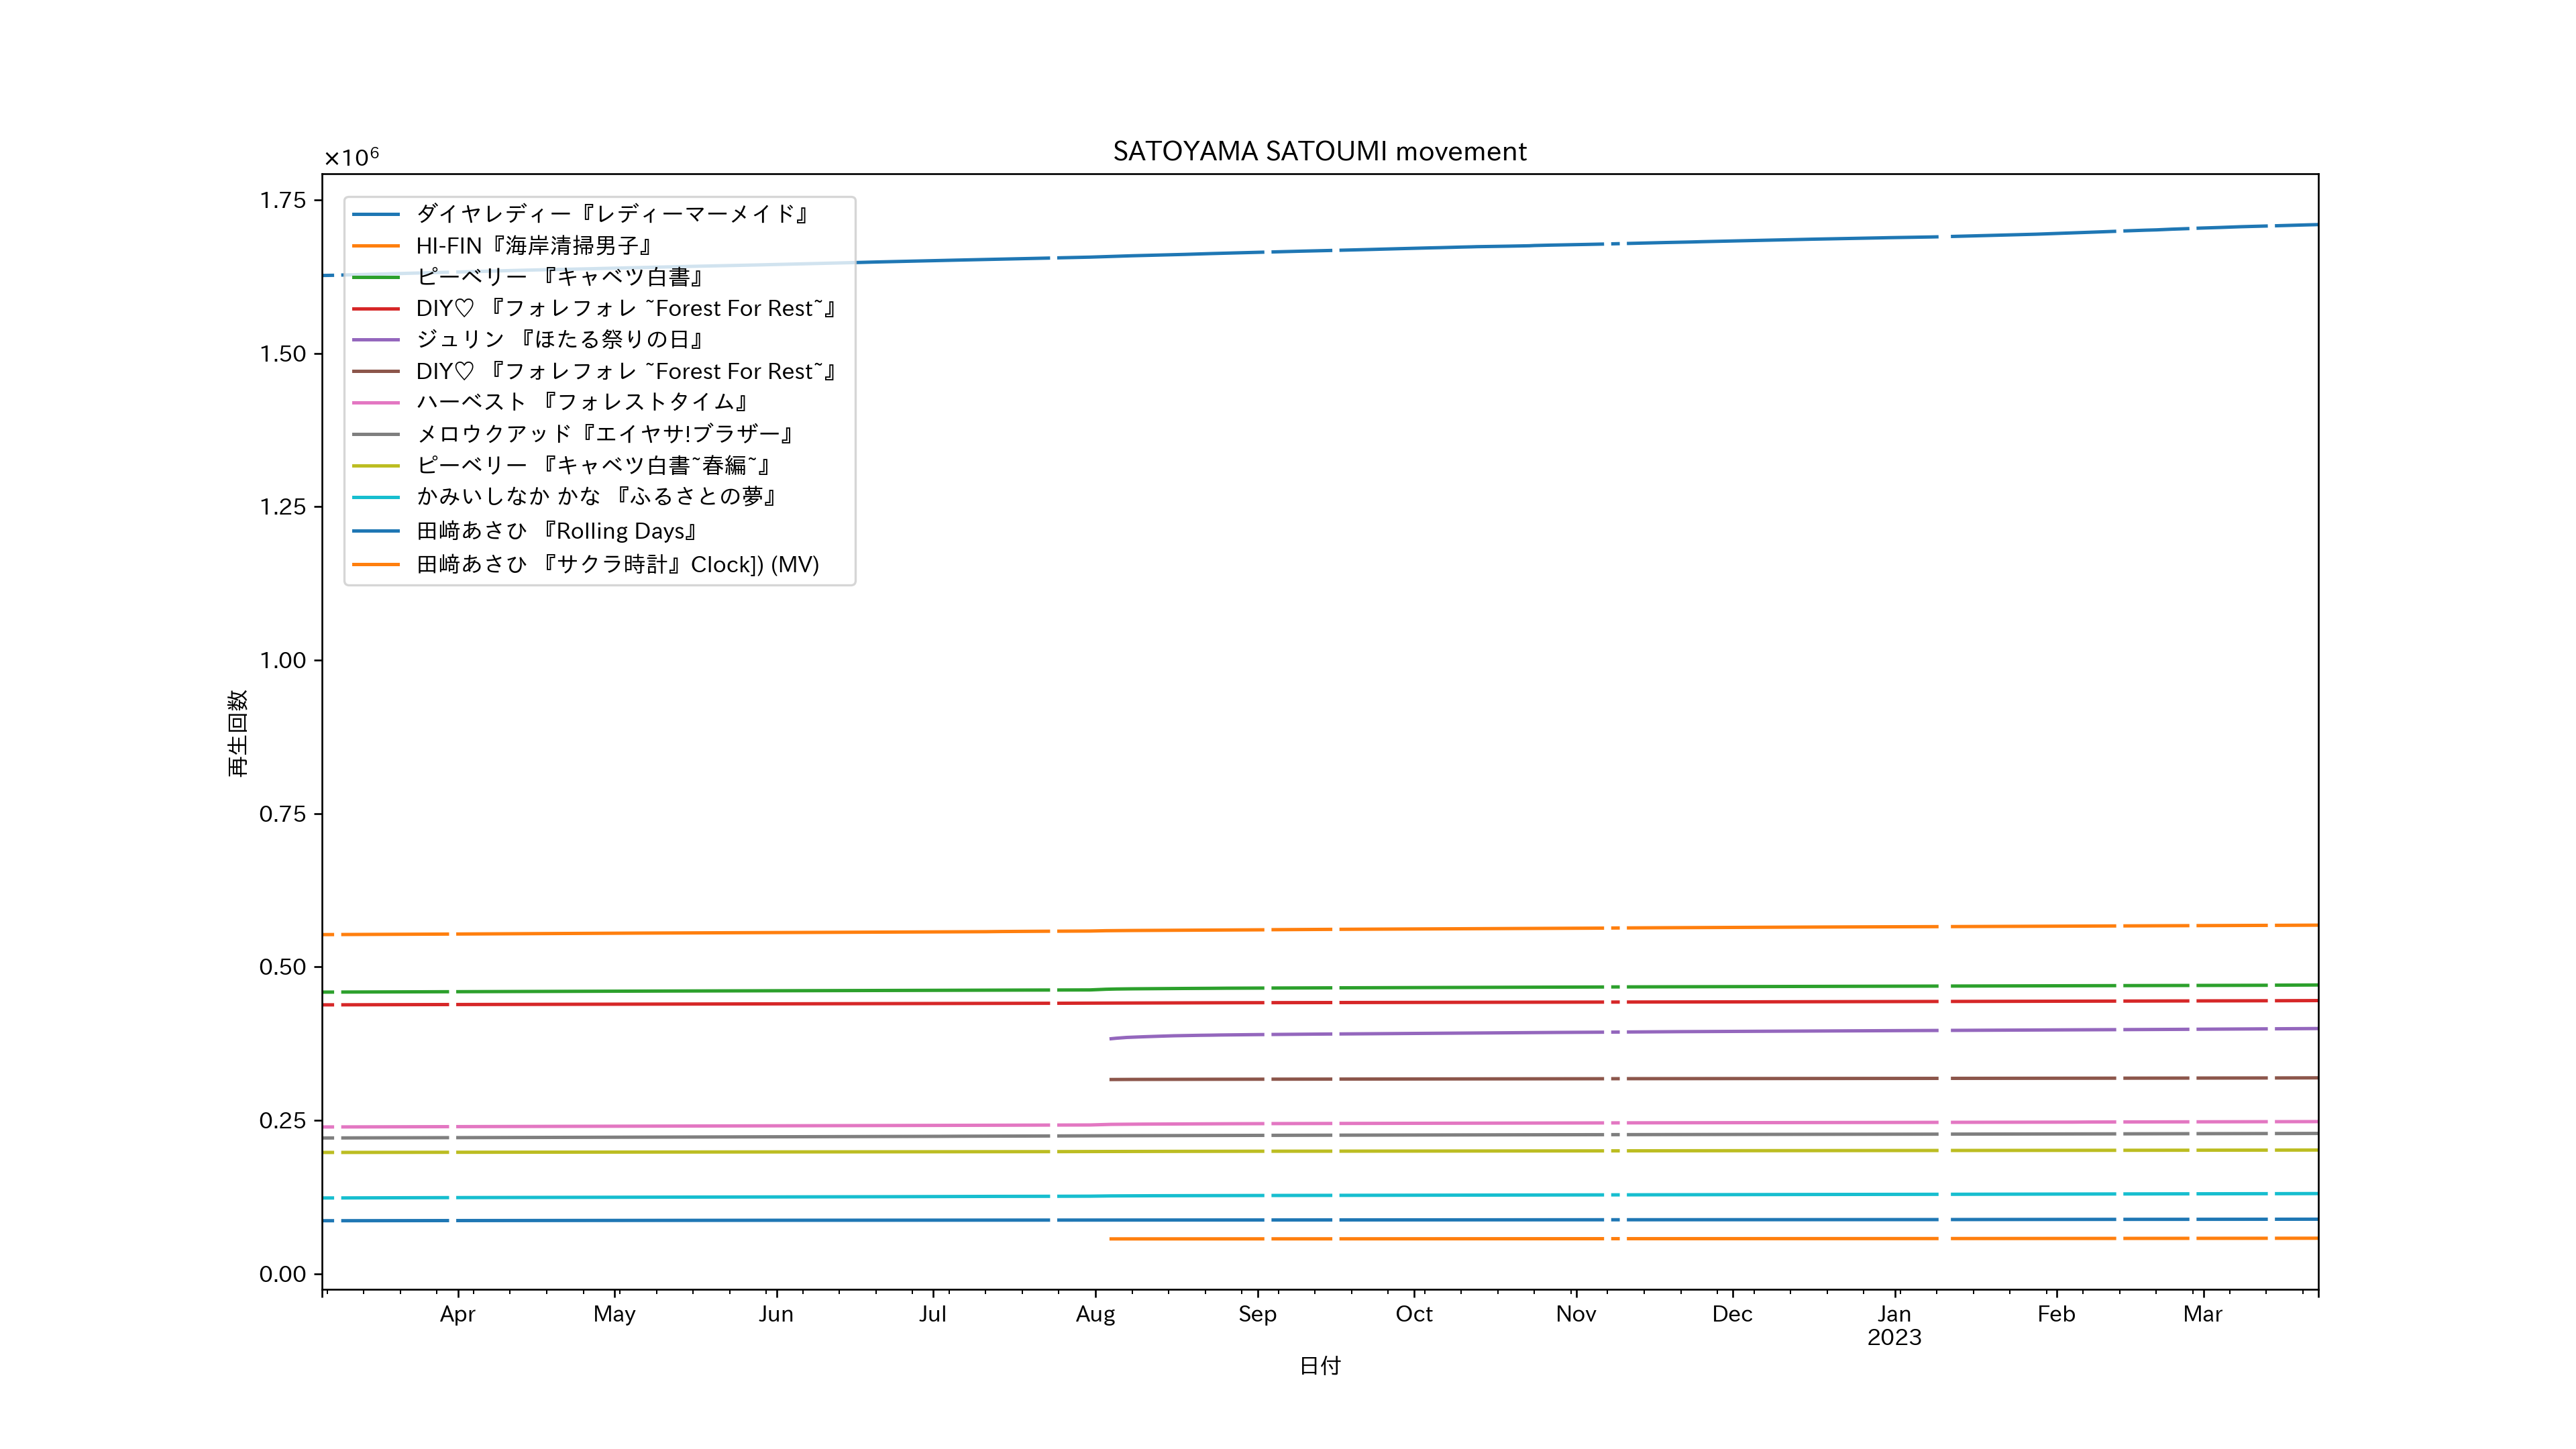 SATOYAMA SATOUMI movement
×10⁶
1.75
1.50
1.25
1.00
0.75
0.50
0.25
0.00
再生回数
ダイヤレディー『レディーマーメイド』
HI-FIN『海岸清掃男子』
ピーベリー 『キャベツ白書』
DIY♡ 『フォレフォレ ~Forest For Rest~』
ジュリン 『ほたる祭りの日』
DIY♡ 『フォレフォレ ~Forest For Rest~』
ハーベスト 『フォレストタイム』
メロウクアッド『エイヤサ!ブラザー』
ピーベリー 『キャベツ白書~春編~』
かみいしなか かな 『ふるさとの夢』
田﨑あさひ 『Rolling Days』
田﨑あさひ 『サクラ時計』Clock]) (MV)
Apr May Jun Jul Aug Sep Oct Nov Dec Jan Feb Mar
2023
日付